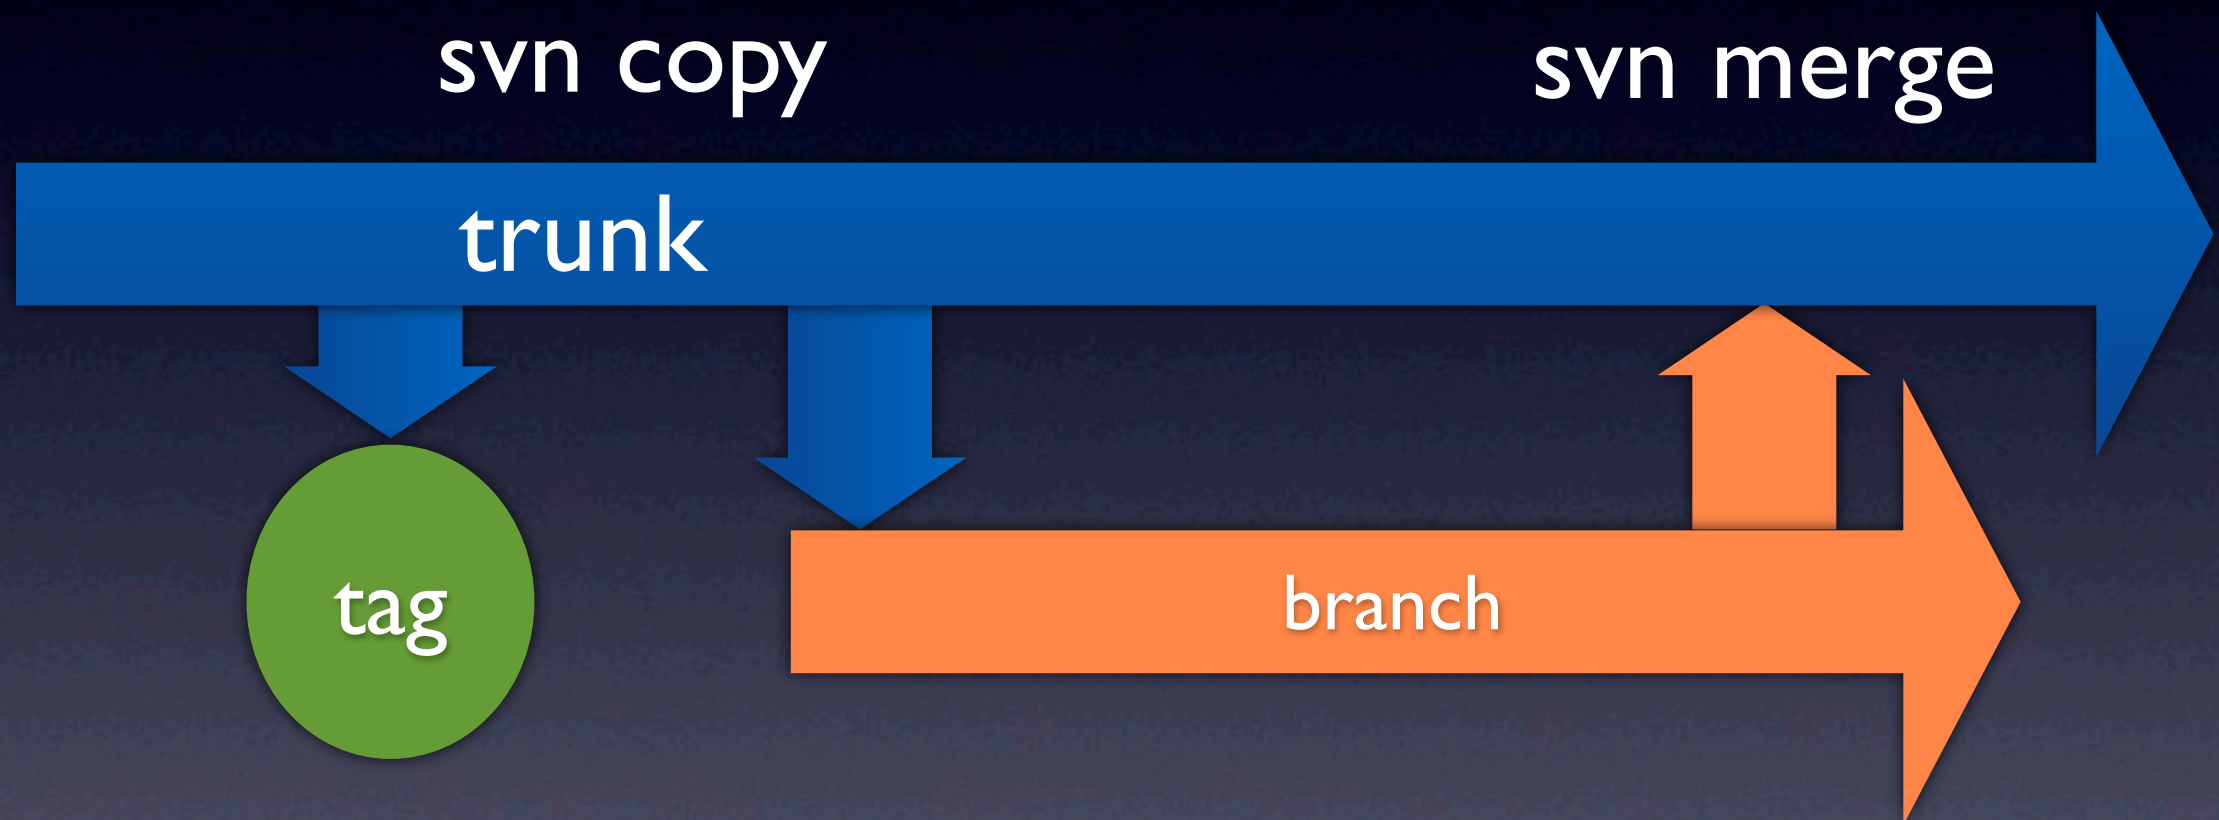 svn copy
svn merge
trunk
tag
branch